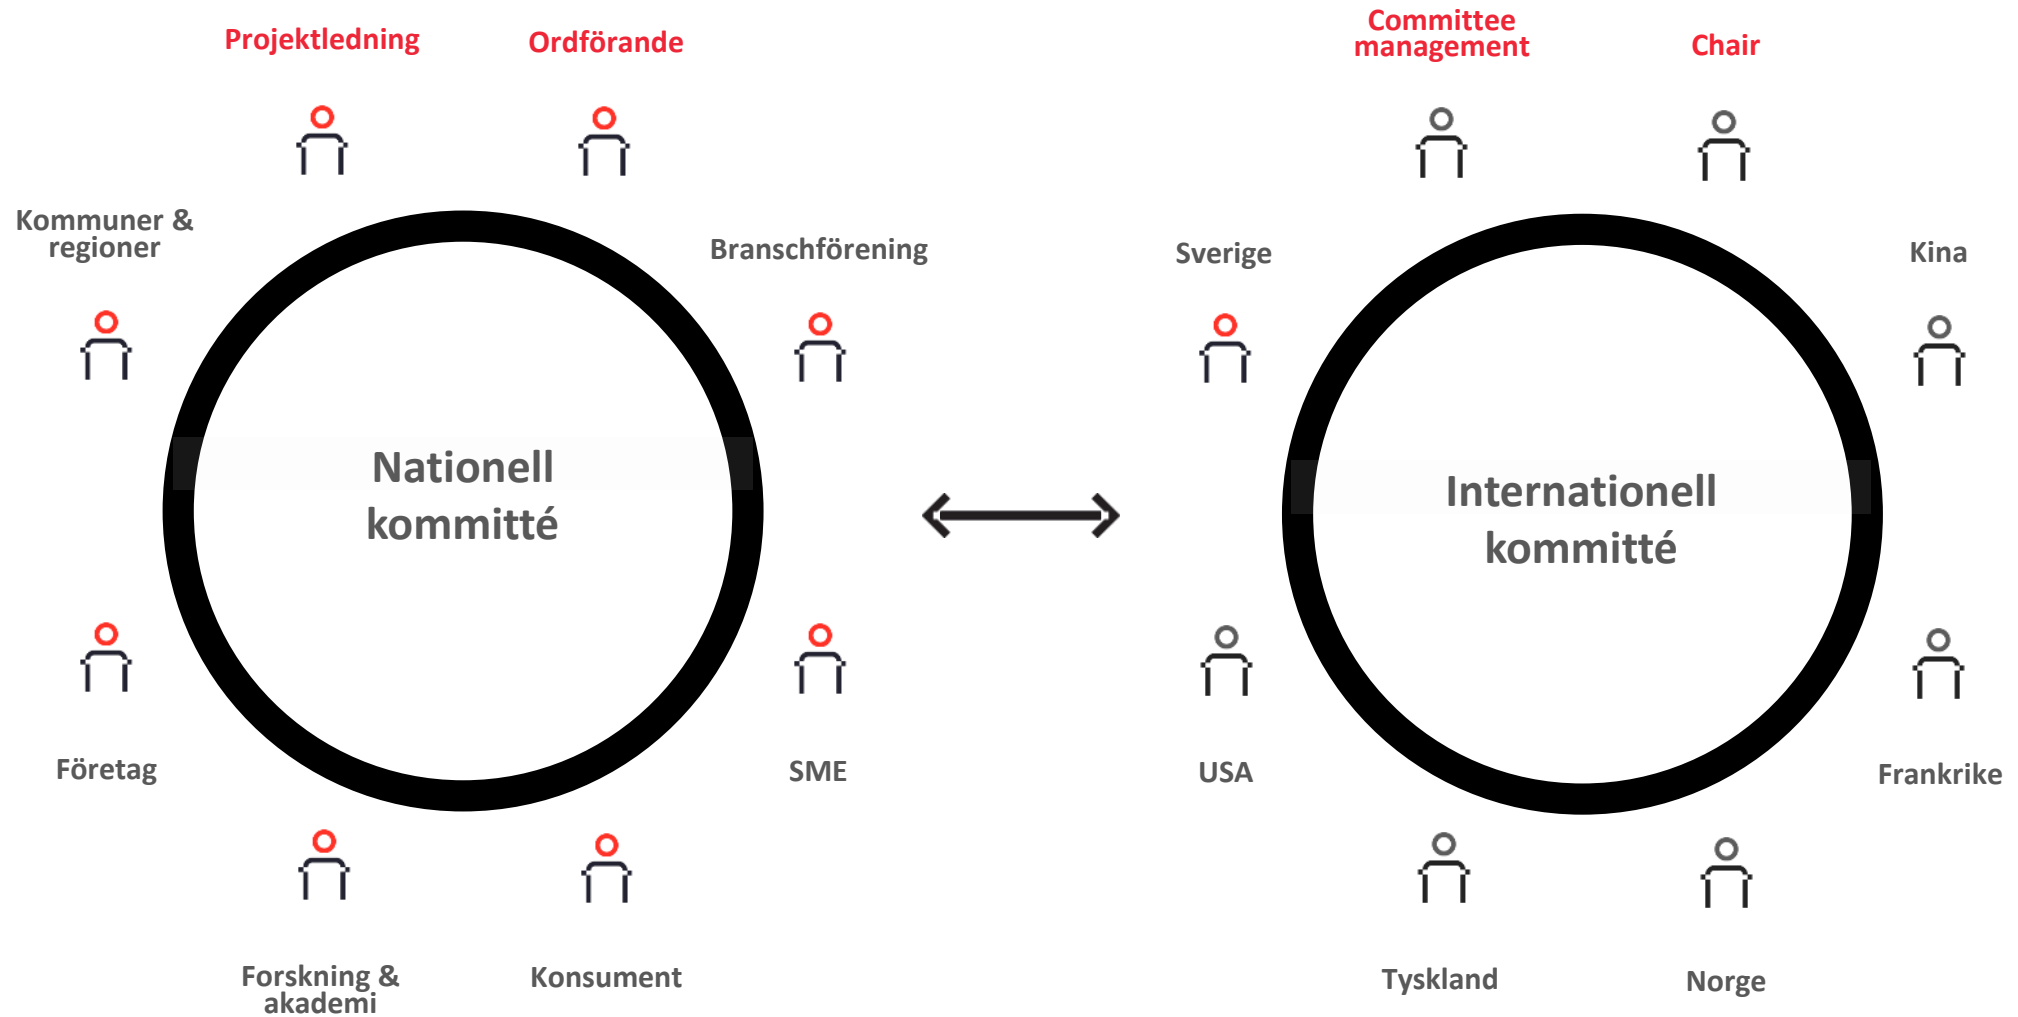 Projektledning
Ordförande
Kommuner &
regioner
Branschförening
Nationell
kommitté
Företag
SME
Forskning &
akademi
Konsument
Committee
management
Chair
Sverige
Kina
Internationell
kommitté
USA
Frankrike
Tyskland
Norge